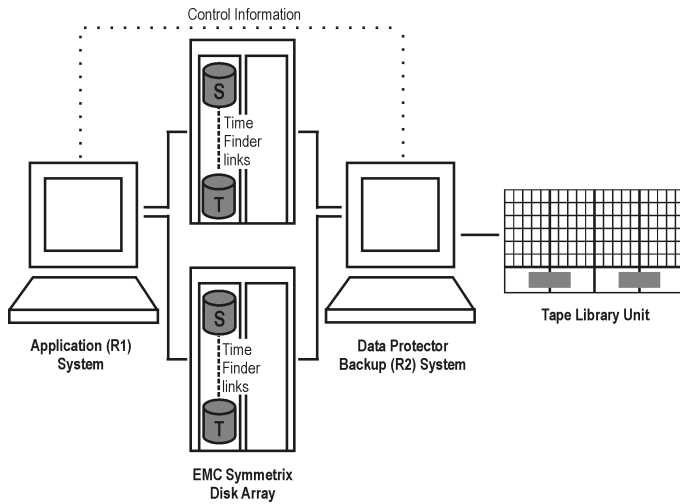 Control Information
S
Time
Finder
links
T
S
Time
Finder
links
T
Application (R1)
System
Data Protector
Backup (R2) System
Tape Library Unit
EMC Symmetrix
Disk Array